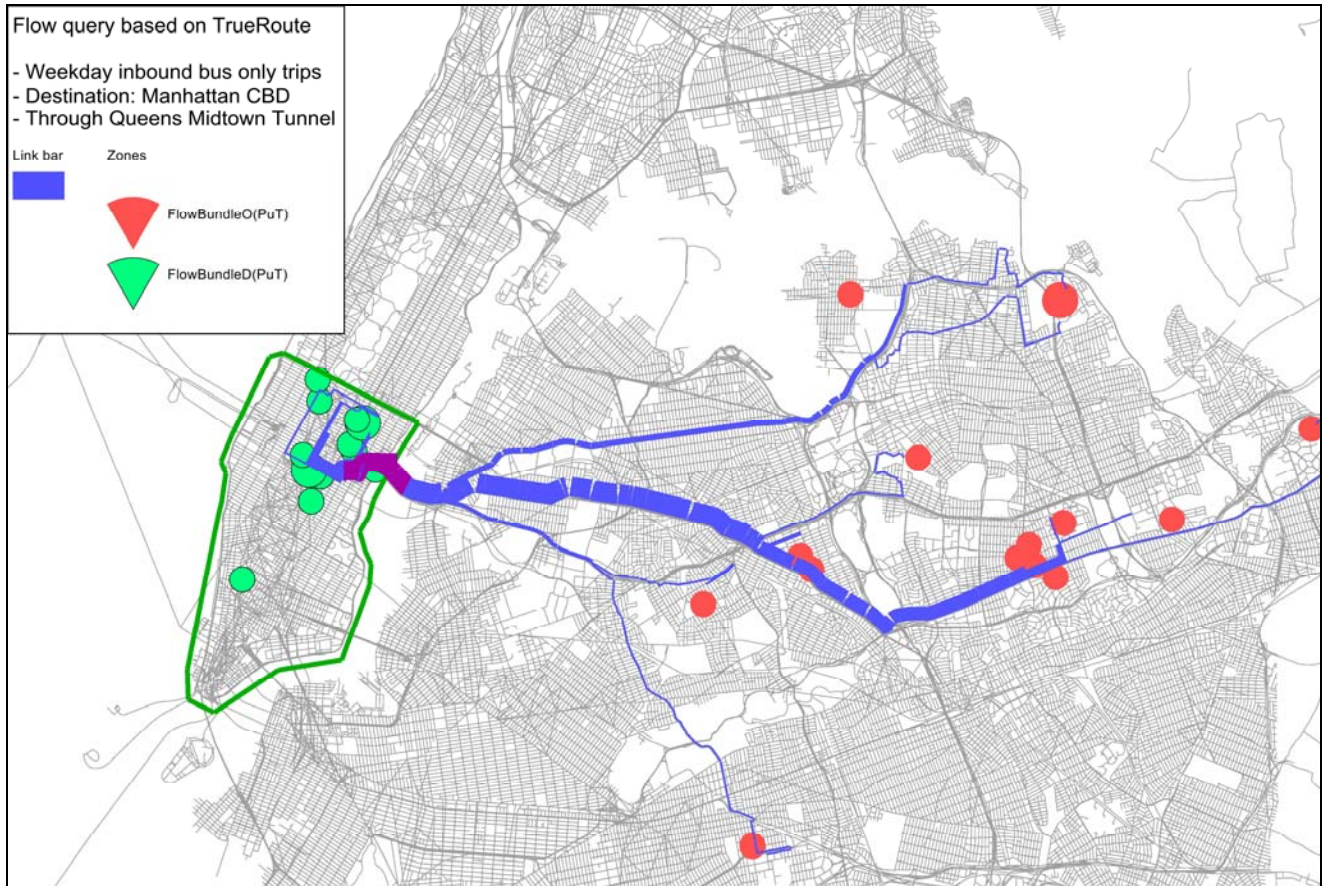 Flow query based on TrueRoute
- Weekday inbound bus only trips
- Destination: Manhattan CBD
- Through Queens Midtown Tunnel
Link bar
Zones
FlowBundleO(PuT)
FlowBundleD(PuT)